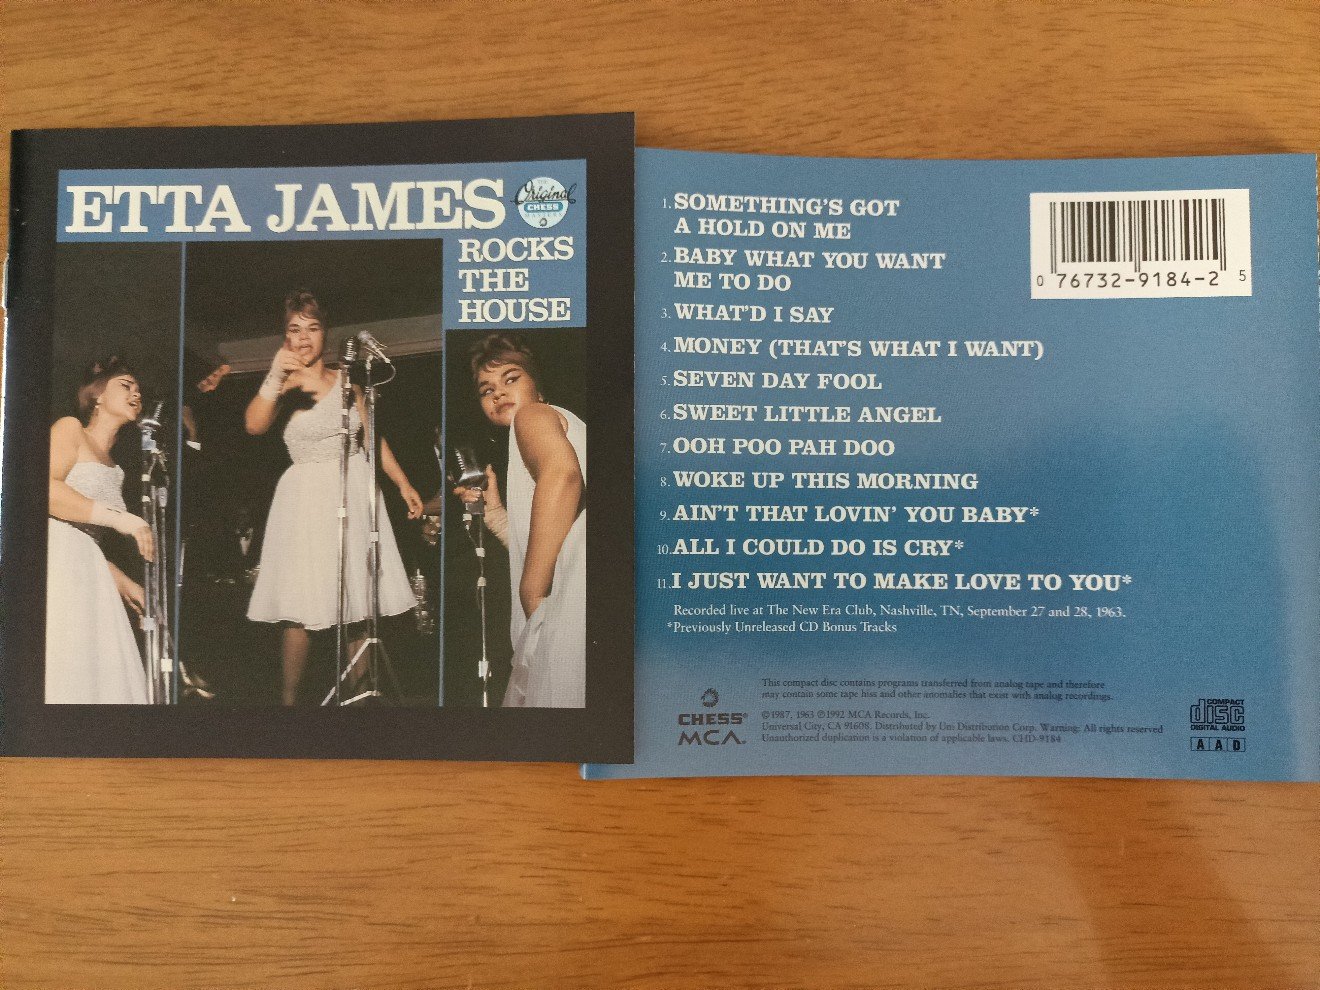 ETTA JAMES
Original
CHESS
ROCKS
THE
HOUSE
1. SOMETHING'S GOT
A HOLD ON ME
2. BABY WHAT YOU WANT
ME TO DO
3. WHAT'D I SAY
4. MONEY (THAT'S WHAT I WANT)
5. SEVEN DAY FOOL
6. SWEET LITTLE ANGEL
7. OOH POO PAH DOO
8. WOKE UP THIS MORNING
9. AIN'T THAT LOVIN' YOU BABY*
10. ALL I COULD DO IS CRY*
11. I JUST WANT TO MAKE LOVE TO YOU*
Recorded live at The New Era Club, Nashville, TN, September 27 and 28, 1963.
*Previously Unreleased CD Bonus Tracks
0 76732-9184-2 5
This compact disc contains programs transferred from analog tape and therefore
may contain some tape hiss and other anomalies that exist with analog recordings.
CHESS®
MCA.
©1987, 1963 ℗1992 MCA Records, Inc.
Universal City, CA 91608. Distributed by Uni Distribution Corp. Warning: All rights reserved
Unauthorized duplication is a violation of applicable laws. CHD-9184
COMPACT
disc
DIGITAL AUDIO
A A D